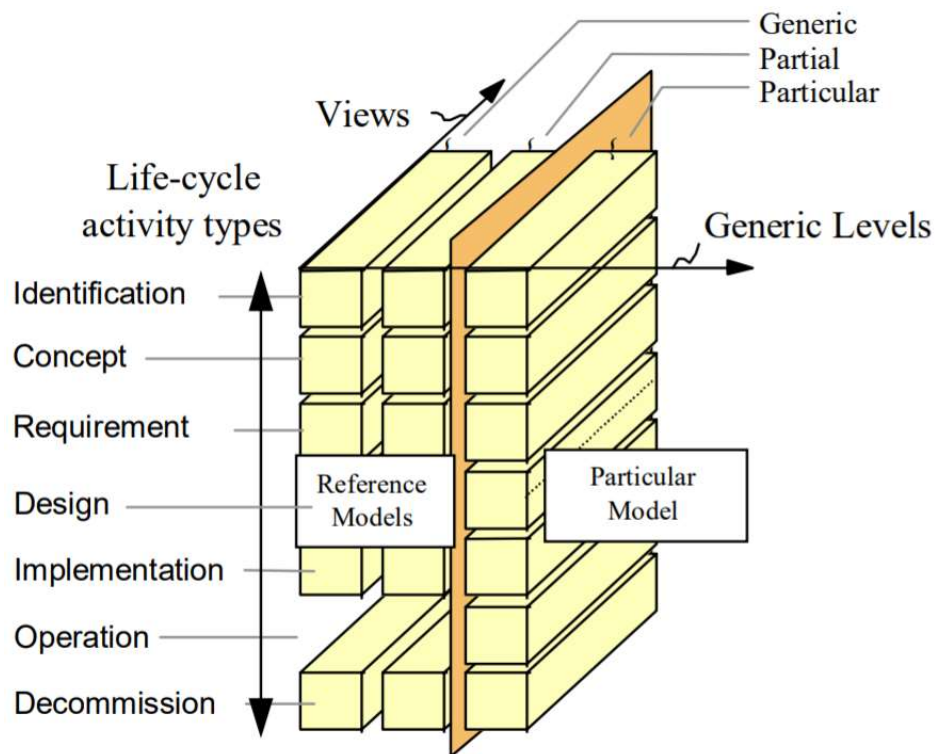 Generic
Partial
Particular
Views
Life-cycle
activity types
Generic Levels
Identification
Concept
Requirement
Design
Implementation
Operation
Decommission
Reference
Models
Particular
Model